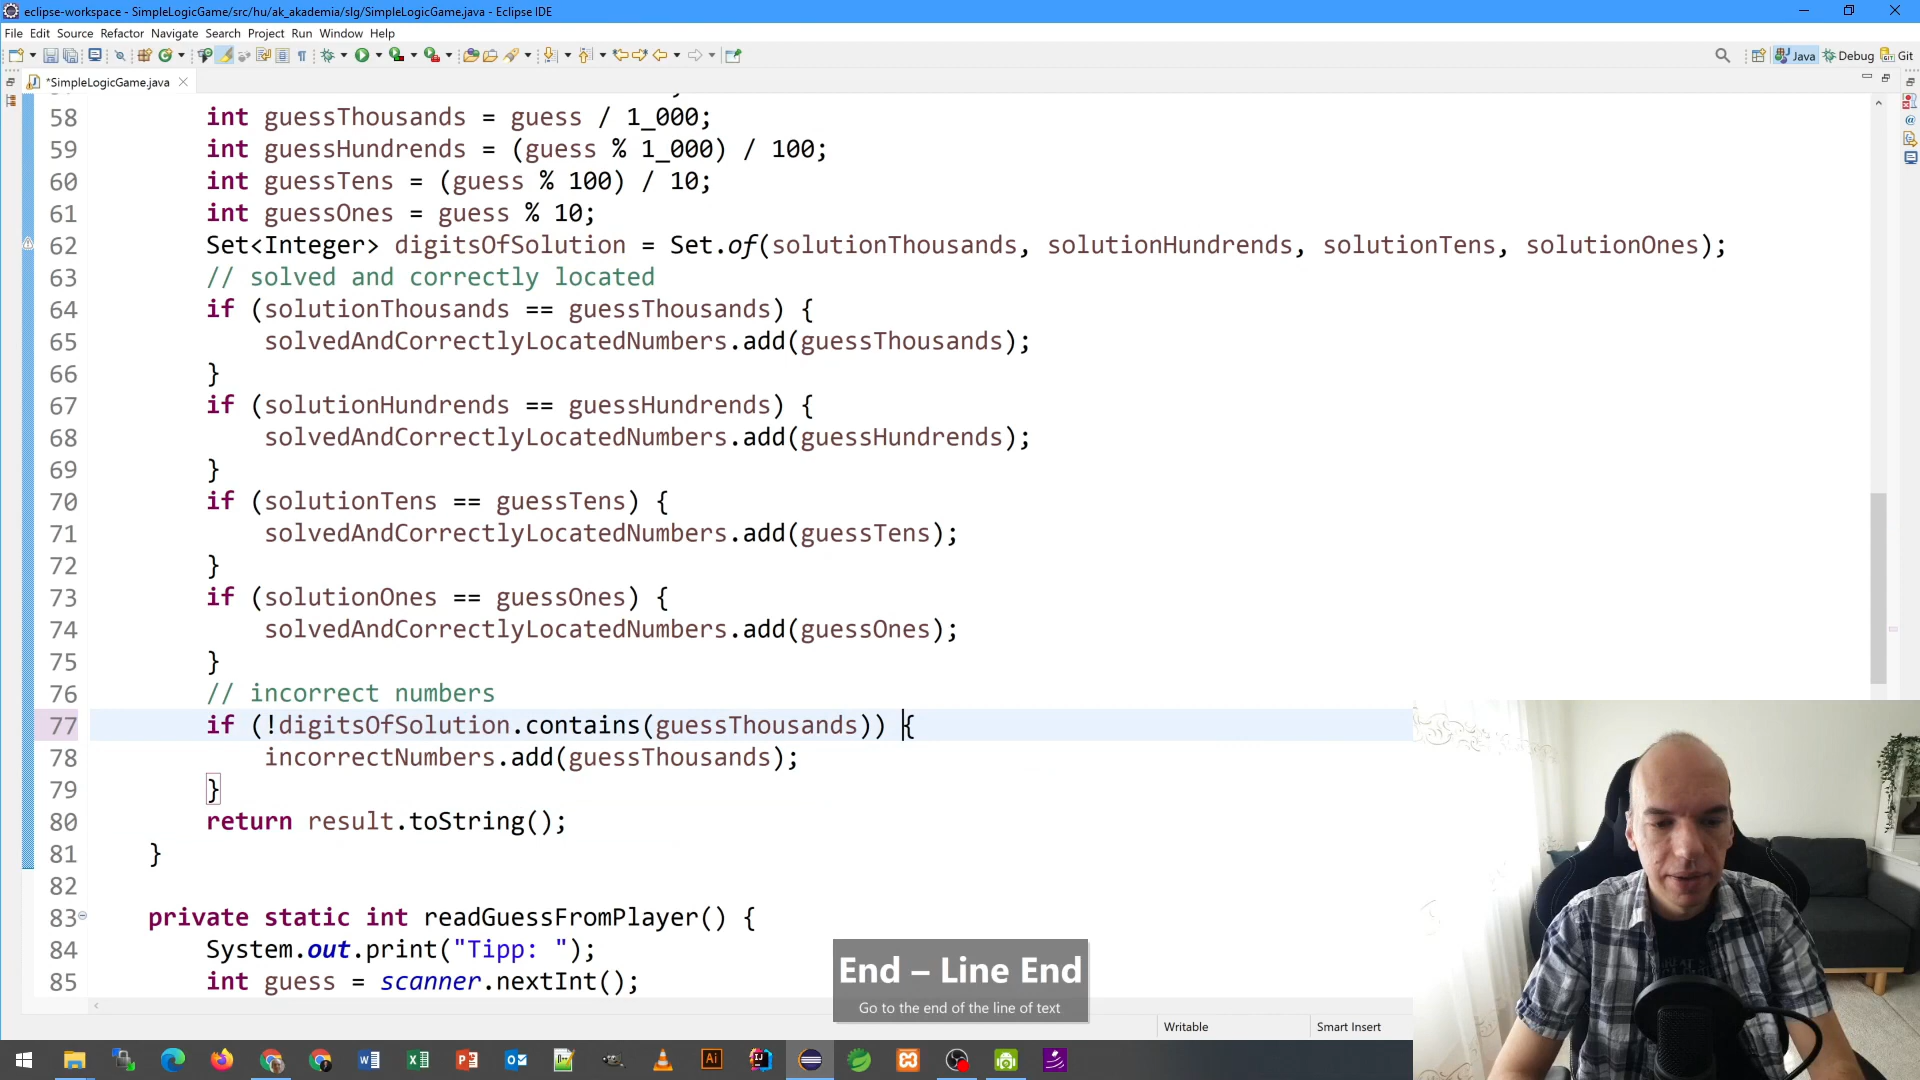 eclipse-workspace - SimpleLogicGame/src/hu/ak_akademia/slg/SimpleLogicGame.java - Eclipse IDE
File Edit Source Refactor Navigate Search Project Run Window Help
Java Debug Git
*SimpleLogicGame.java
58 int guessThousands = guess / 1_000;
59 int guessHundrends = (guess % 1_000) / 100;
60 int guessTens = (guess % 100) / 10;
61 int guessOnes = guess % 10;
62 Set<Integer> digitsOfSolution = Set.of(solutionThousands, solutionHundrends, solutionTens, solutionOnes);
63 // solved and correctly located
64 if (solutionThousands == guessThousands) {
65 solvedAndCorrectlyLocatedNumbers.add(guessThousands);
66 }
67 if (solutionHundrends == guessHundrends) {
68 solvedAndCorrectlyLocatedNumbers.add(guessHundrends);
69 }
70 if (solutionTens == guessTens) {
71 solvedAndCorrectlyLocatedNumbers.add(guessTens);
72 }
73 if (solutionOnes == guessOnes) {
74 solvedAndCorrectlyLocatedNumbers.add(guessOnes);
75 }
76 // incorrect numbers
77 if (!digitsOfSolution.contains(guessThousands)) {
78 incorrectNumbers.add(guessThousands);
79 }
80 return result.toString();
81 }
82
83 private static int readGuessFromPlayer() {
84 System.out.print("Tipp: ");
85 int guess = scanner.nextInt();
End – Line End
Go to the end of the line of text
Writable Smart Insert